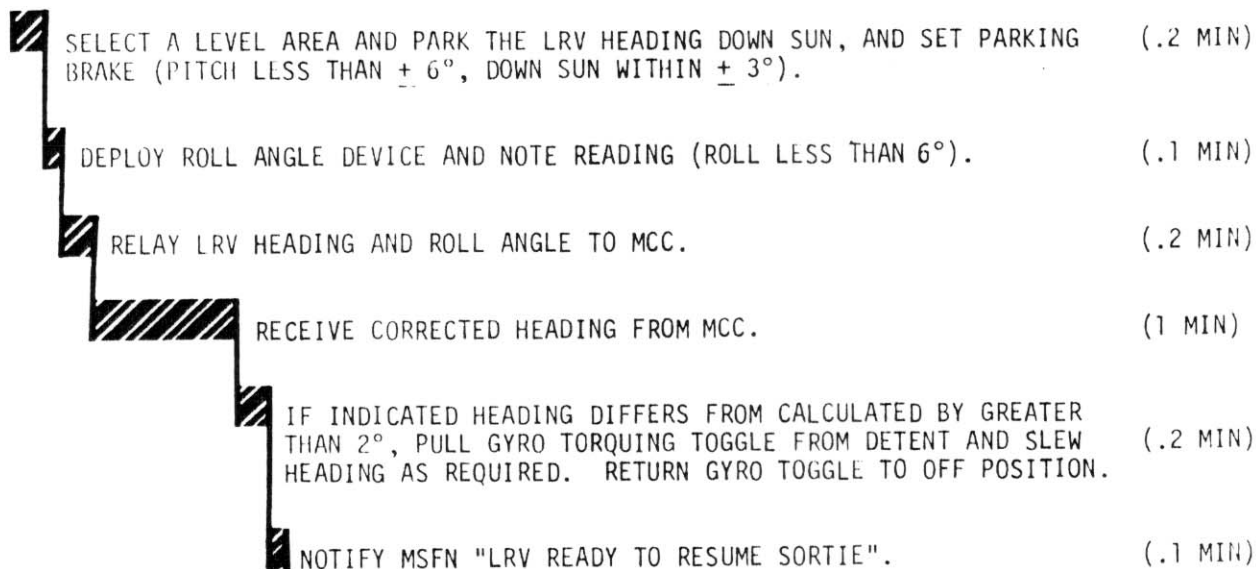 SELECT A LEVEL AREA AND PARK THE LRV HEADING DOWN SUN, AND SET PARKING (.2 MIN)
BRAKE (PITCH LESS THAN ± 6°, DOWN SUN WITHIN ± 3°).
DEPLOY ROLL ANGLE DEVICE AND NOTE READING (ROLL LESS THAN 6°). (.1 MIN)
RELAY LRV HEADING AND ROLL ANGLE TO MCC. (.2 MIN)
RECEIVE CORRECTED HEADING FROM MCC. (1 MIN)
IF INDICATED HEADING DIFFERS FROM CALCULATED BY GREATER
THAN 2°, PULL GYRO TORQUING TOGGLE FROM DETENT AND SLEW (.2 MIN)
HEADING AS REQUIRED. RETURN GYRO TOGGLE TO OFF POSITION.
NOTIFY MSFN "LRV READY TO RESUME SORTIE". (.1 MIN)